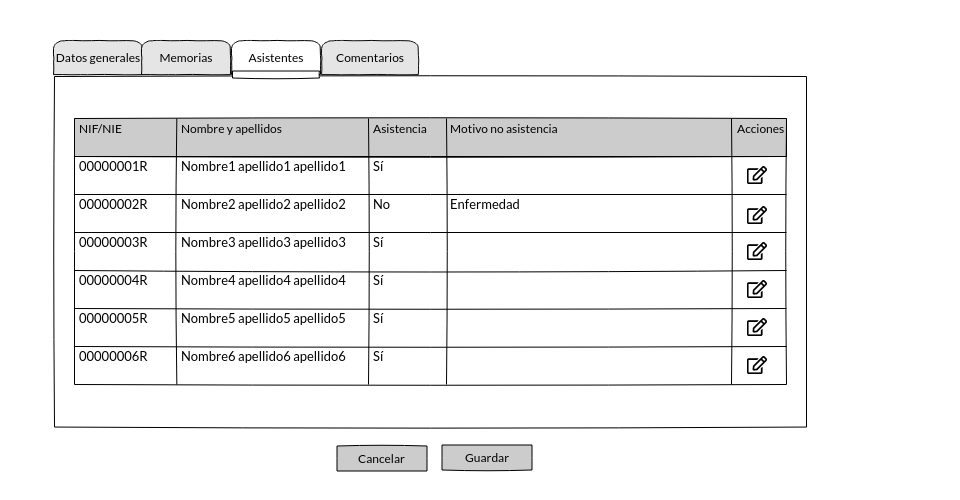 Datos generales Memorias Asistentes Comentarios
NIF/NIE Nombre y apellidos Asistencia Motivo no asistencia Acciones
00000001R Nombre1 apellido1 apellido1 Sí
00000002R Nombre2 apellido2 apellido2 No Enfermedad
00000003R Nombre3 apellido3 apellido3 Sí
00000004R Nombre4 apellido4 apellido4 Sí
00000005R Nombre5 apellido5 apellido5 Sí
00000006R Nombre6 apellido6 apellido6 Sí
Cancelar Guardar